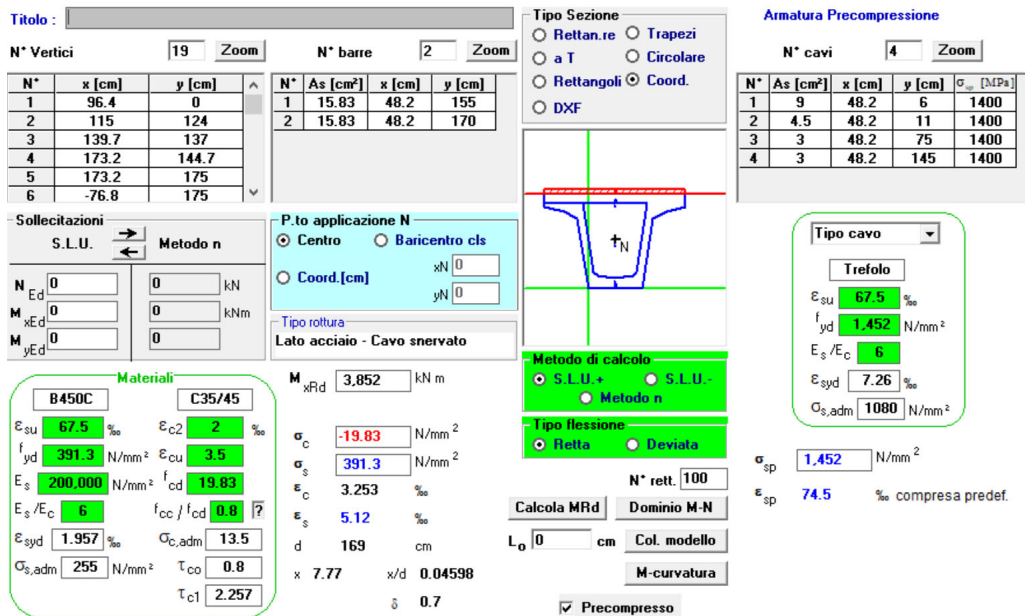 Titolo :
N° Vertici 19 Zoom N° barre 2 Zoom
N° x [cm] y [cm]
1 96.4 0
2 115 124
3 139.7 137
4 173.2 144.7
5 173.2 175
6 -76.8 175
N° As [cm²] x [cm] y [cm]
1 15.83 48.2 155
2 15.83 48.2 170
Tipo Sezione
Rettan.re Trapezi
a T Circolare
Rettangoli Coord.
DXF
Armatura Precompressione
N° cavi 4 Zoom
N° As [cm²] x [cm] y [cm] σsp [MPa]
1 9 48.2 6 1400
2 4.5 48.2 11 1400
3 3 48.2 75 1400
4 3 48.2 145 1400
Sollecitazioni
S.L.U. Metodo n
N Ed 0 0 kN
M xEd 0 0 kNm
M yEd 0 0
P.to applicazione N
Centro Baricentro cls
Coord.[cm] xN 0
yN 0
Tipo rottura
Lato acciaio - Cavo snervato
N
Tipo cavo
Trefolo
εsu 67.5 ‰
fyd 1,452 N/mm²
Es /Ec 6
εsyd 7.26 ‰
σs,adm 1080 N/mm²
Materiali
B450C C35/45
εsu 67.5 ‰ εc2 2 ‰
fyd 391.3 N/mm² εcu 3.5
Es 200,000 N/mm² fcd 19.83
Es /Ec 6 fcc / fcd 0.8 ?
εsyd 1.957 ‰ σc,adm 13.5
σs,adm 255 N/mm² τco 0.8
τc1 2.257
M xRd 3,852 kN m
σc -19.83 N/mm²
σs 391.3 N/mm²
εc 3.253 ‰
εs 5.12 ‰
d 169 cm
x 7.77 x/d 0.04598
δ 0.7
Metodo di calcolo
S.L.U.+ S.L.U.-
Metodo n
Tipo flessione
Retta Deviata
N° rett. 100
Calcola MRd Dominio M-N
Lo 0 cm Col. modello
M-curvatura
Precompresso
σsp 1,452 N/mm²
εsp 74.5 ‰ compresa predef.